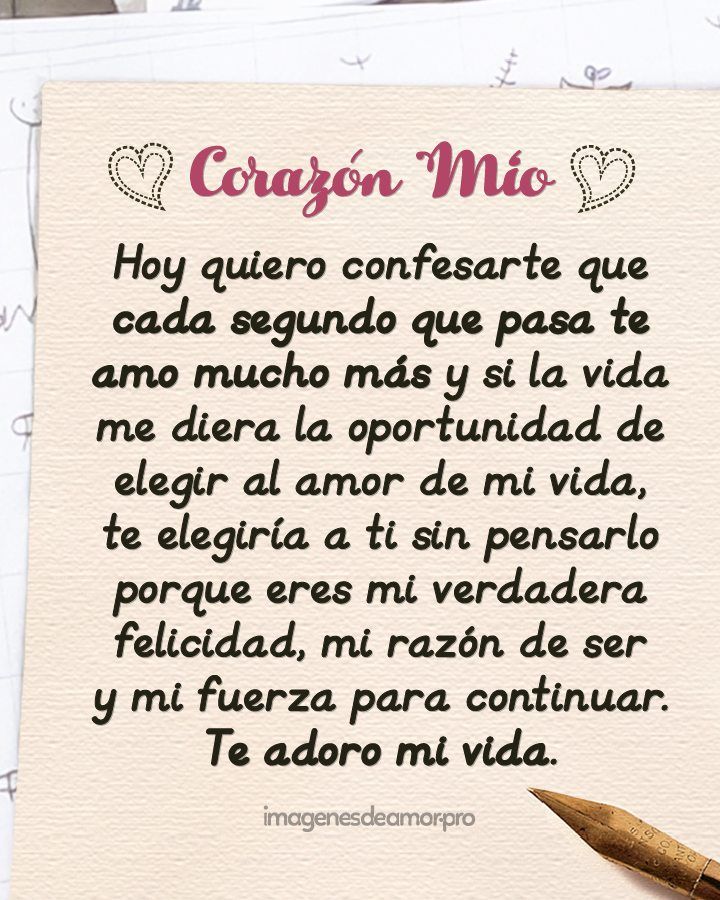 Corazón Mío
Hoy quiero confesarte que
cada segundo que pasa te
amo mucho más y si la vida
me diera la oportunidad de
elegir al amor de mi vida,
te elegiría a ti sin pensarlo
porque eres mi verdadera
felicidad, mi razón de ser
y mi fuerza para continuar.
Te adoro mi vida.
imagenesdeamor.pro